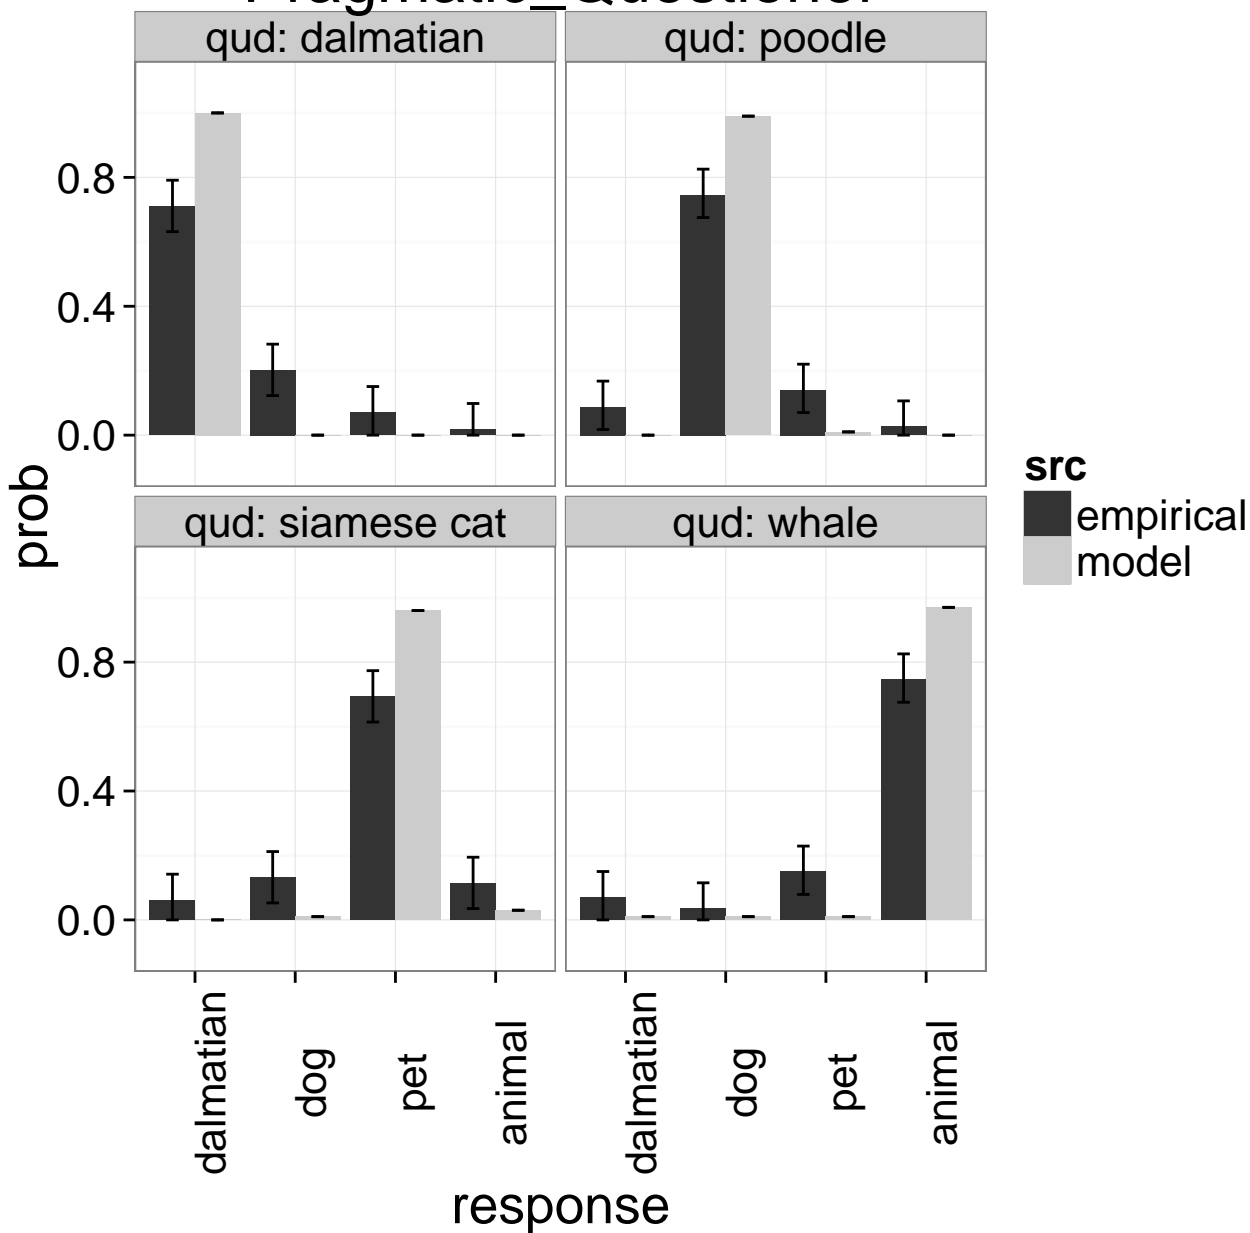 Pragmatic_Questioner
qud: dalmatian
qud: poodle
0.8
0.4
0.0
qud: siamese cat
qud: whale
0.8
0.4
0.0
prob
dalmatian
dog
pet
animal
dalmatian
dog
pet
animal
response
src
empirical
model